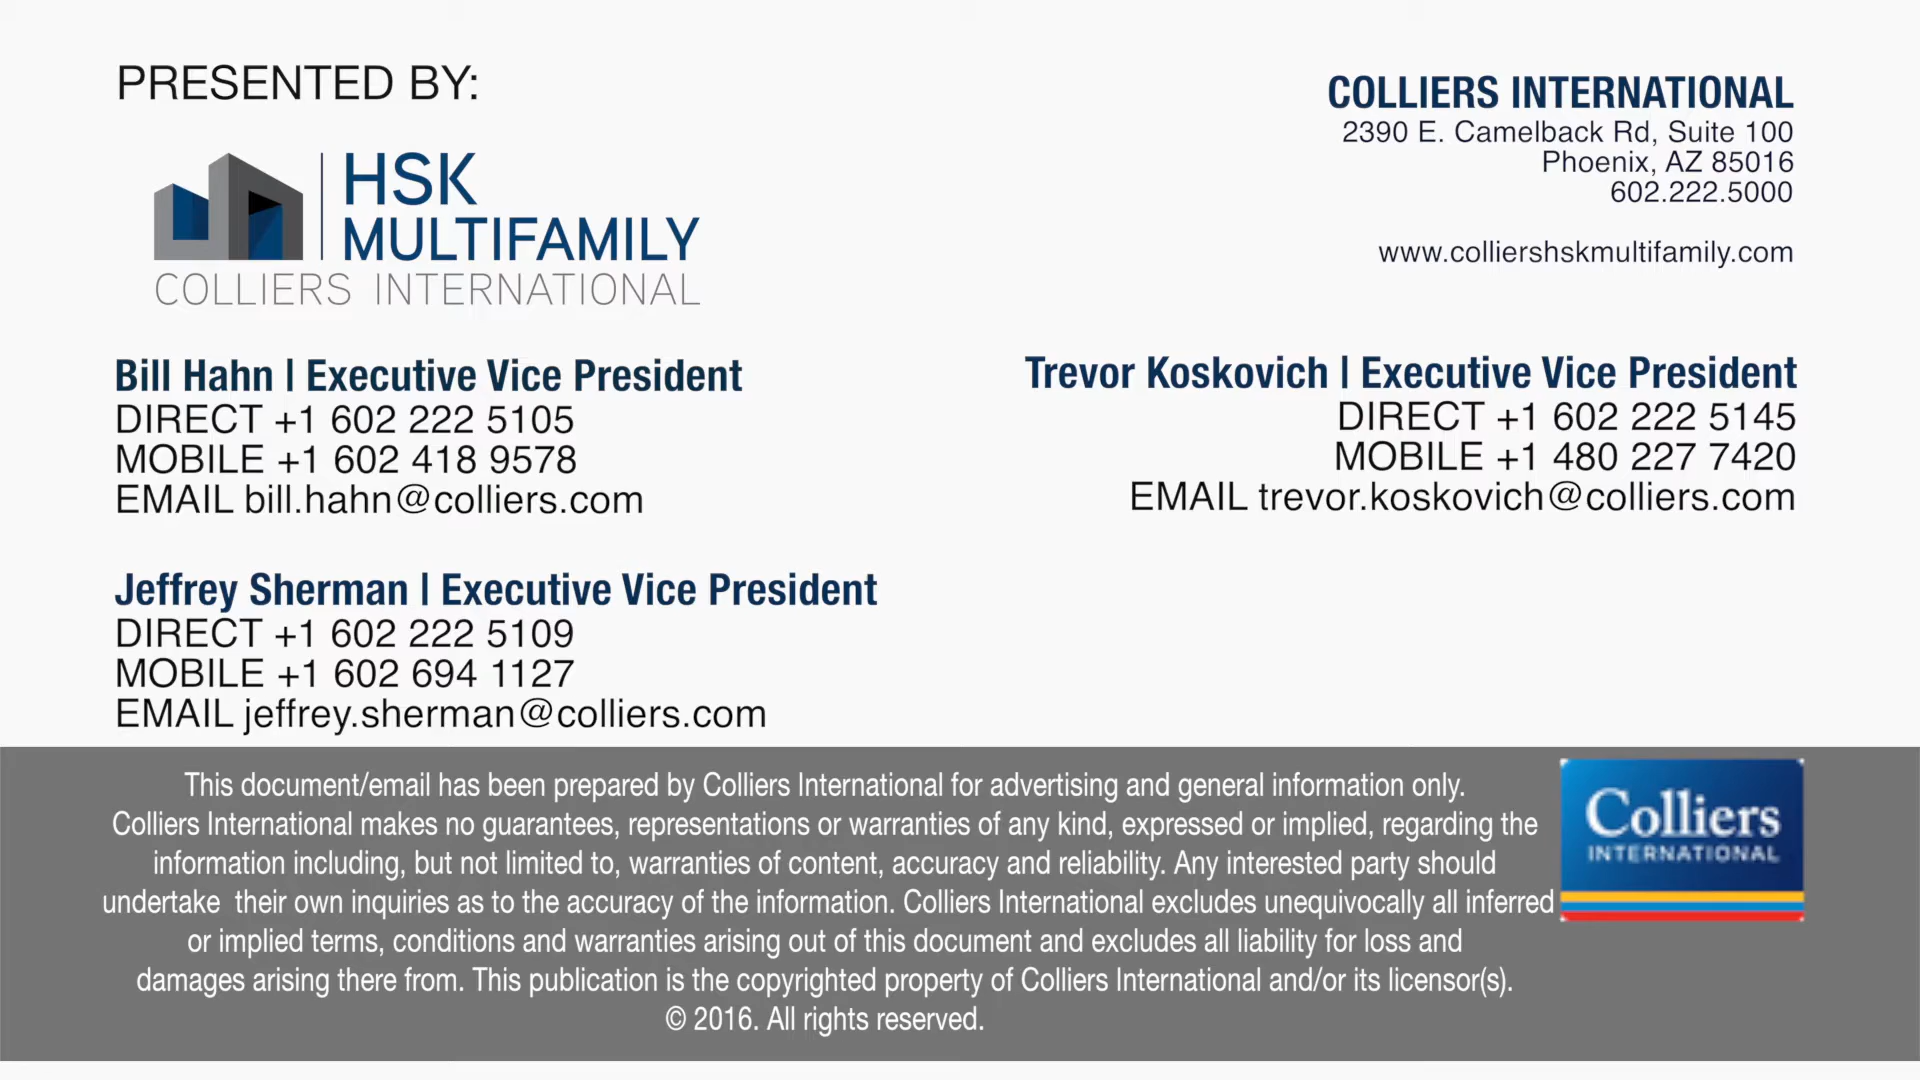 PRESENTED BY:
HSK
MULTIFAMILY
COLLIERS INTERNATIONAL
COLLIERS INTERNATIONAL
2390 E. Camelback Rd, Suite 100
Phoenix, AZ 85016
602.222.5000
www.colliershskmultifamily.com
Bill Hahn | Executive Vice President
DIRECT +1 602 222 5105
MOBILE +1 602 418 9578
EMAIL bill.hahn@colliers.com
Trevor Koskovich | Executive Vice President
DIRECT +1 602 222 5145
MOBILE +1 480 227 7420
EMAIL trevor.koskovich@colliers.com
Jeffrey Sherman | Executive Vice President
DIRECT +1 602 222 5109
MOBILE +1 602 694 1127
EMAIL jeffrey.sherman@colliers.com
This document/email has been prepared by Colliers International for advertising and general information only.
Colliers International makes no guarantees, representations or warranties of any kind, expressed or implied, regarding the
information including, but not limited to, warranties of content, accuracy and reliability. Any interested party should
undertake  their own inquiries as to the accuracy of the information. Colliers International excludes unequivocally all inferred
or implied terms, conditions and warranties arising out of this document and excludes all liability for loss and
damages arising there from. This publication is the copyrighted property of Colliers International and/or its licensor(s).
© 2016. All rights reserved.
Colliers
INTERNATIONAL